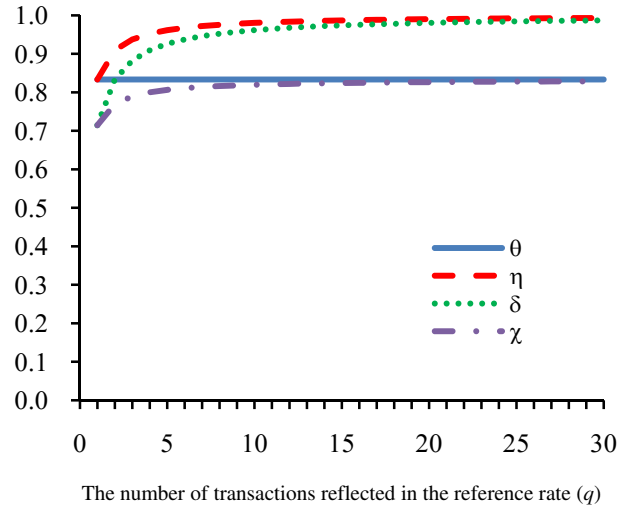 1.0
0.9
0.8
0.7
0.6
0.5
0.4
0.3
0.2
0.1
0.0
θ
η
δ
χ
0 5 10 15 20 25 30
The number of transactions reflected in the reference rate (q)